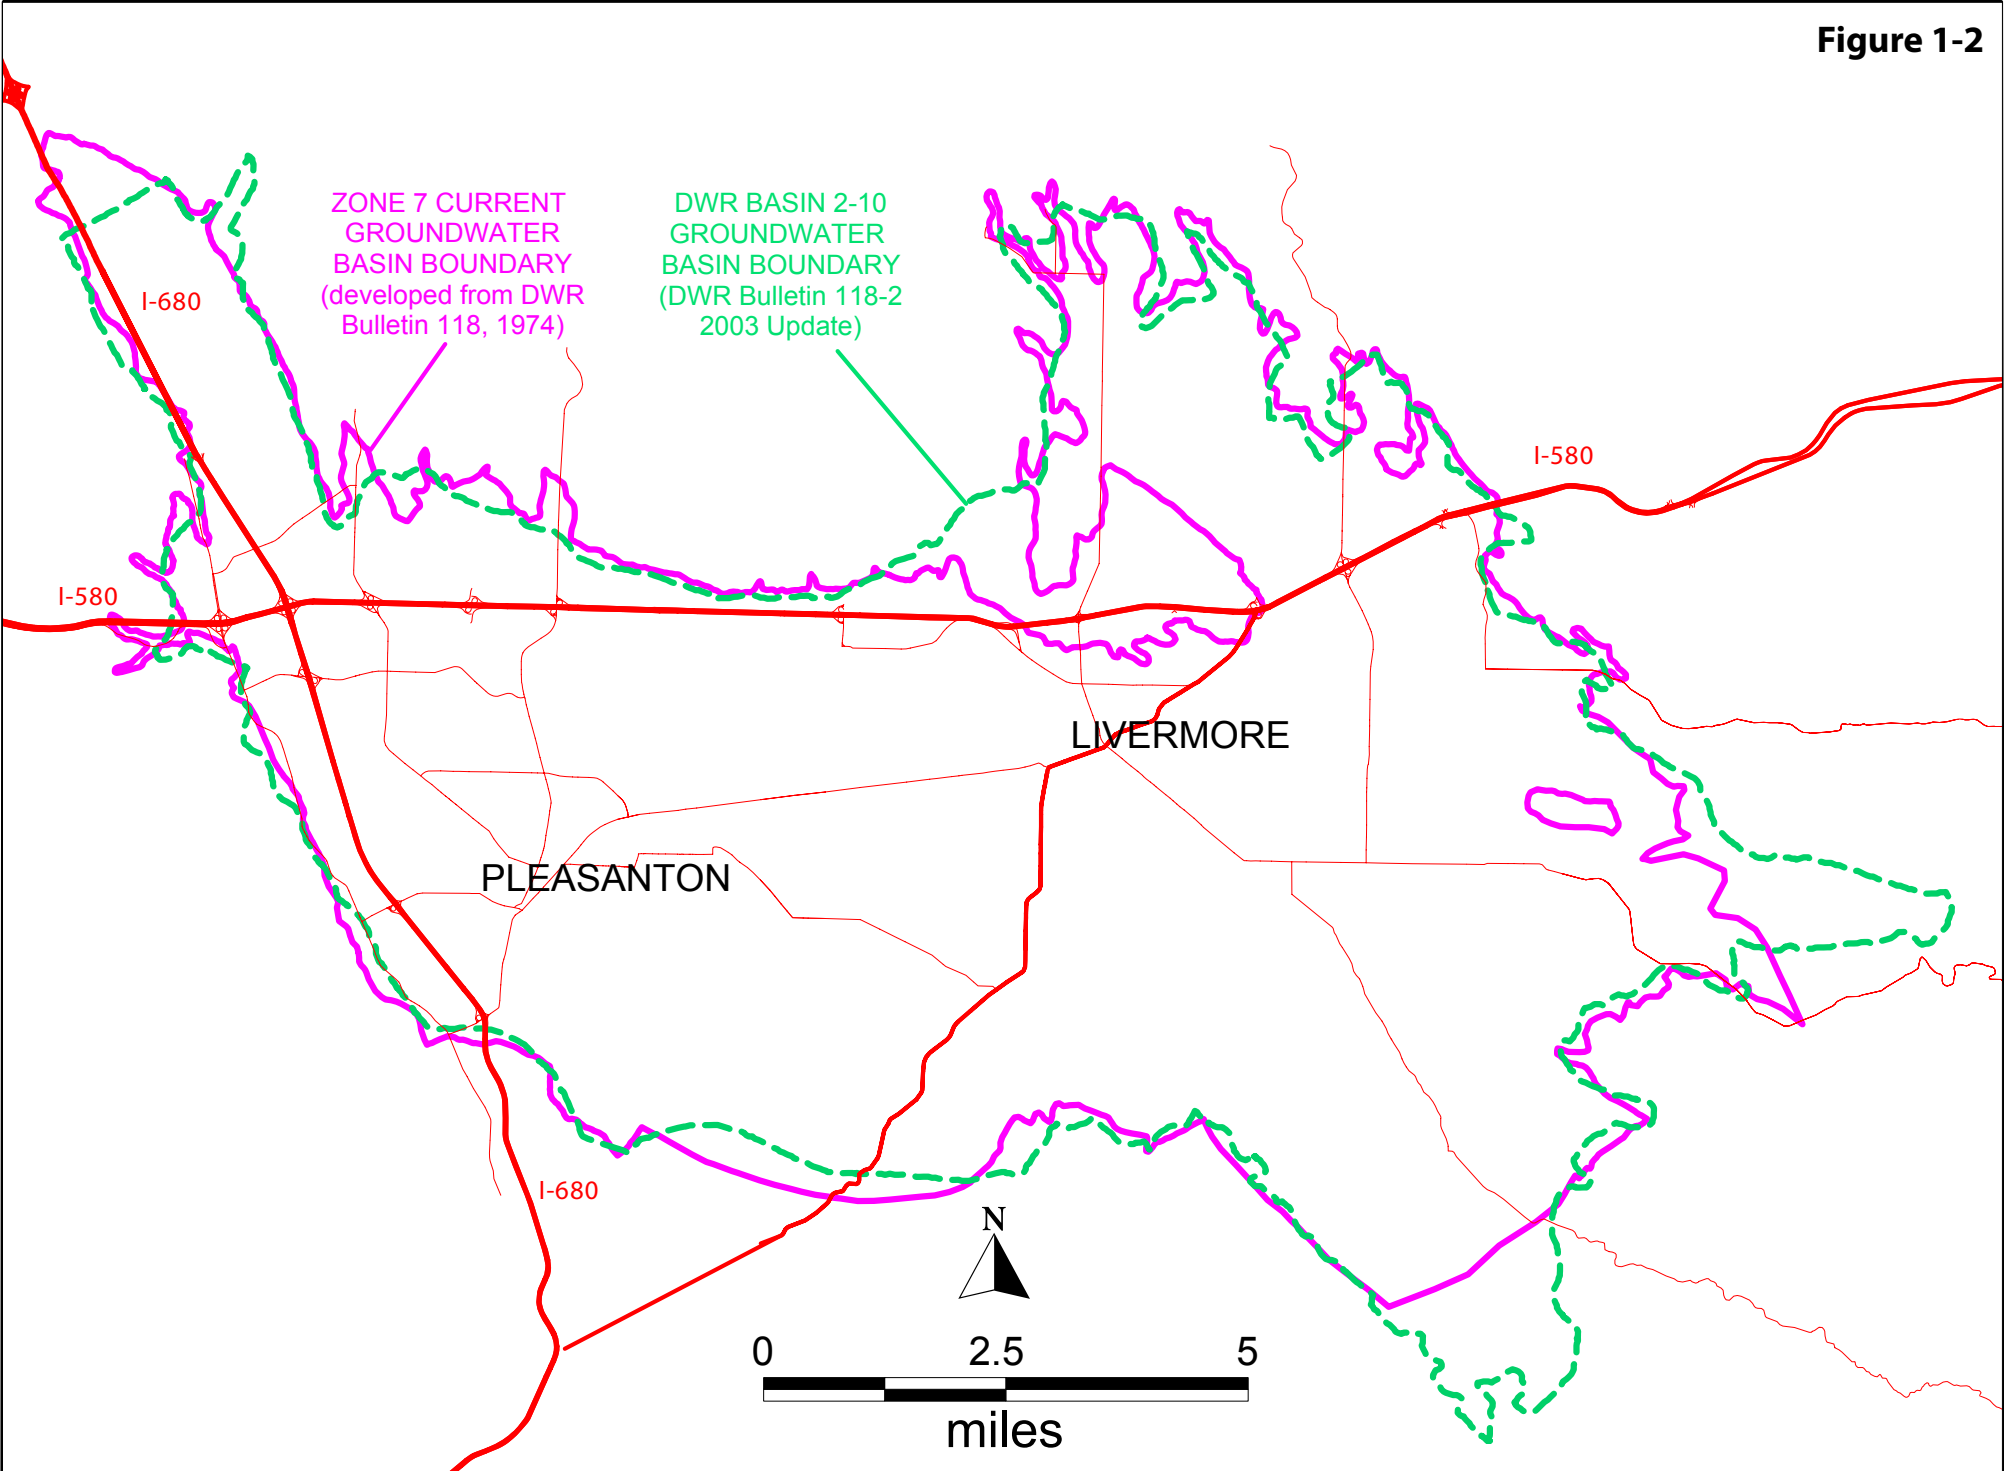 Figure 1-2
ZONE 7 CURRENT
GROUNDWATER
BASIN BOUNDARY
(developed from DWR
Bulletin 118, 1974)
DWR BASIN 2-10
GROUNDWATER
BASIN BOUNDARY
(DWR Bulletin 118-2
2003 Update)
I-680
I-580
I-580
LIVERMORE
PLEASANTON
I-680
N
0 2.5 5
miles